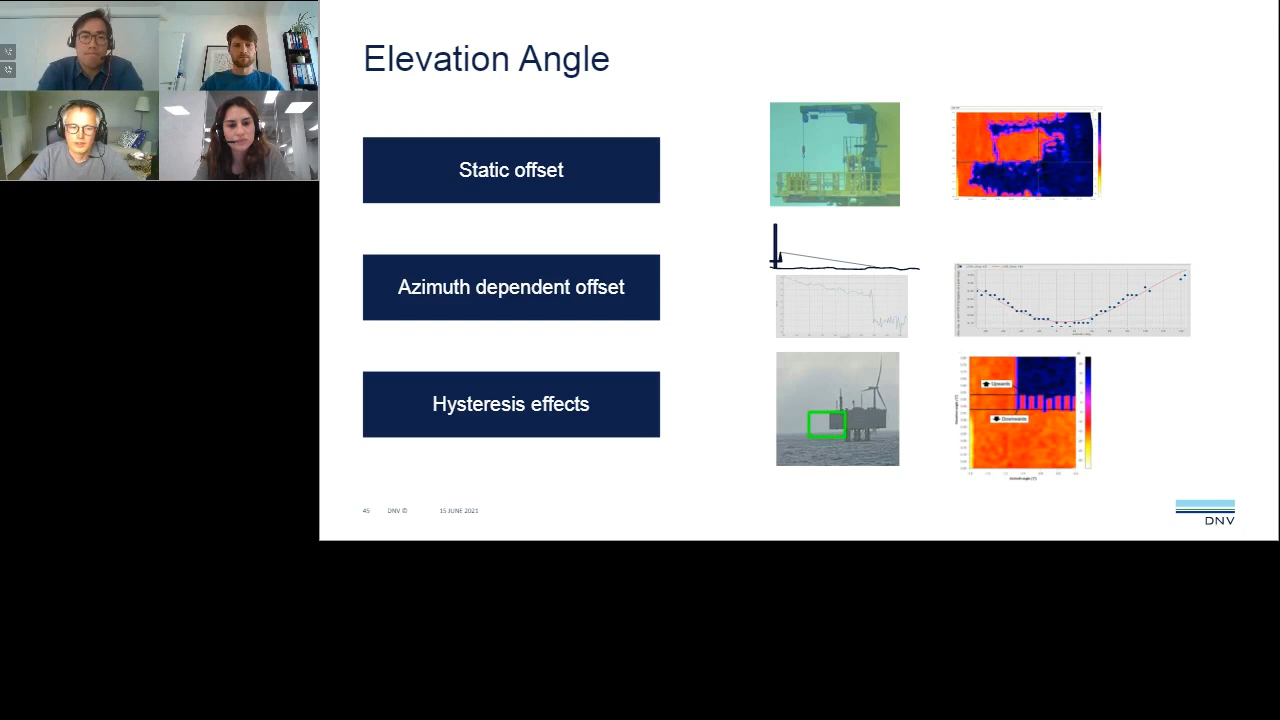 Elevation Angle
Static offset
Azimuth dependent offset
Hysteresis effects
Upwards
Downwards
45
DNV ©
15 JUNE 2021
DNV